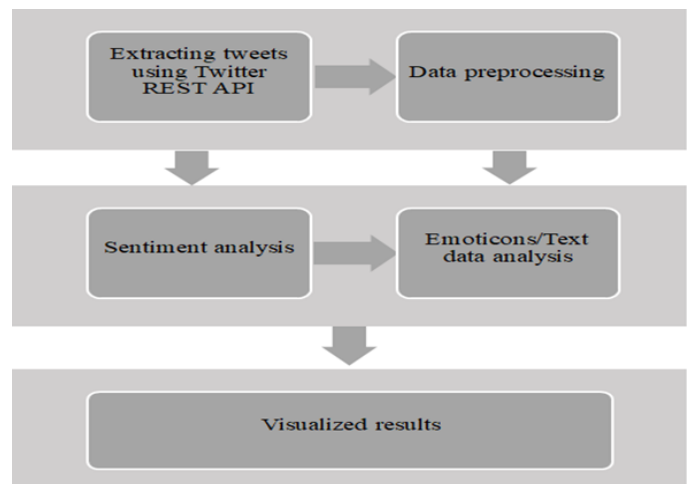 Extracting tweets
using Twitter
REST API
Data preprocessing
Sentiment analysis
Emoticons/Text
data analysis
Visualized results